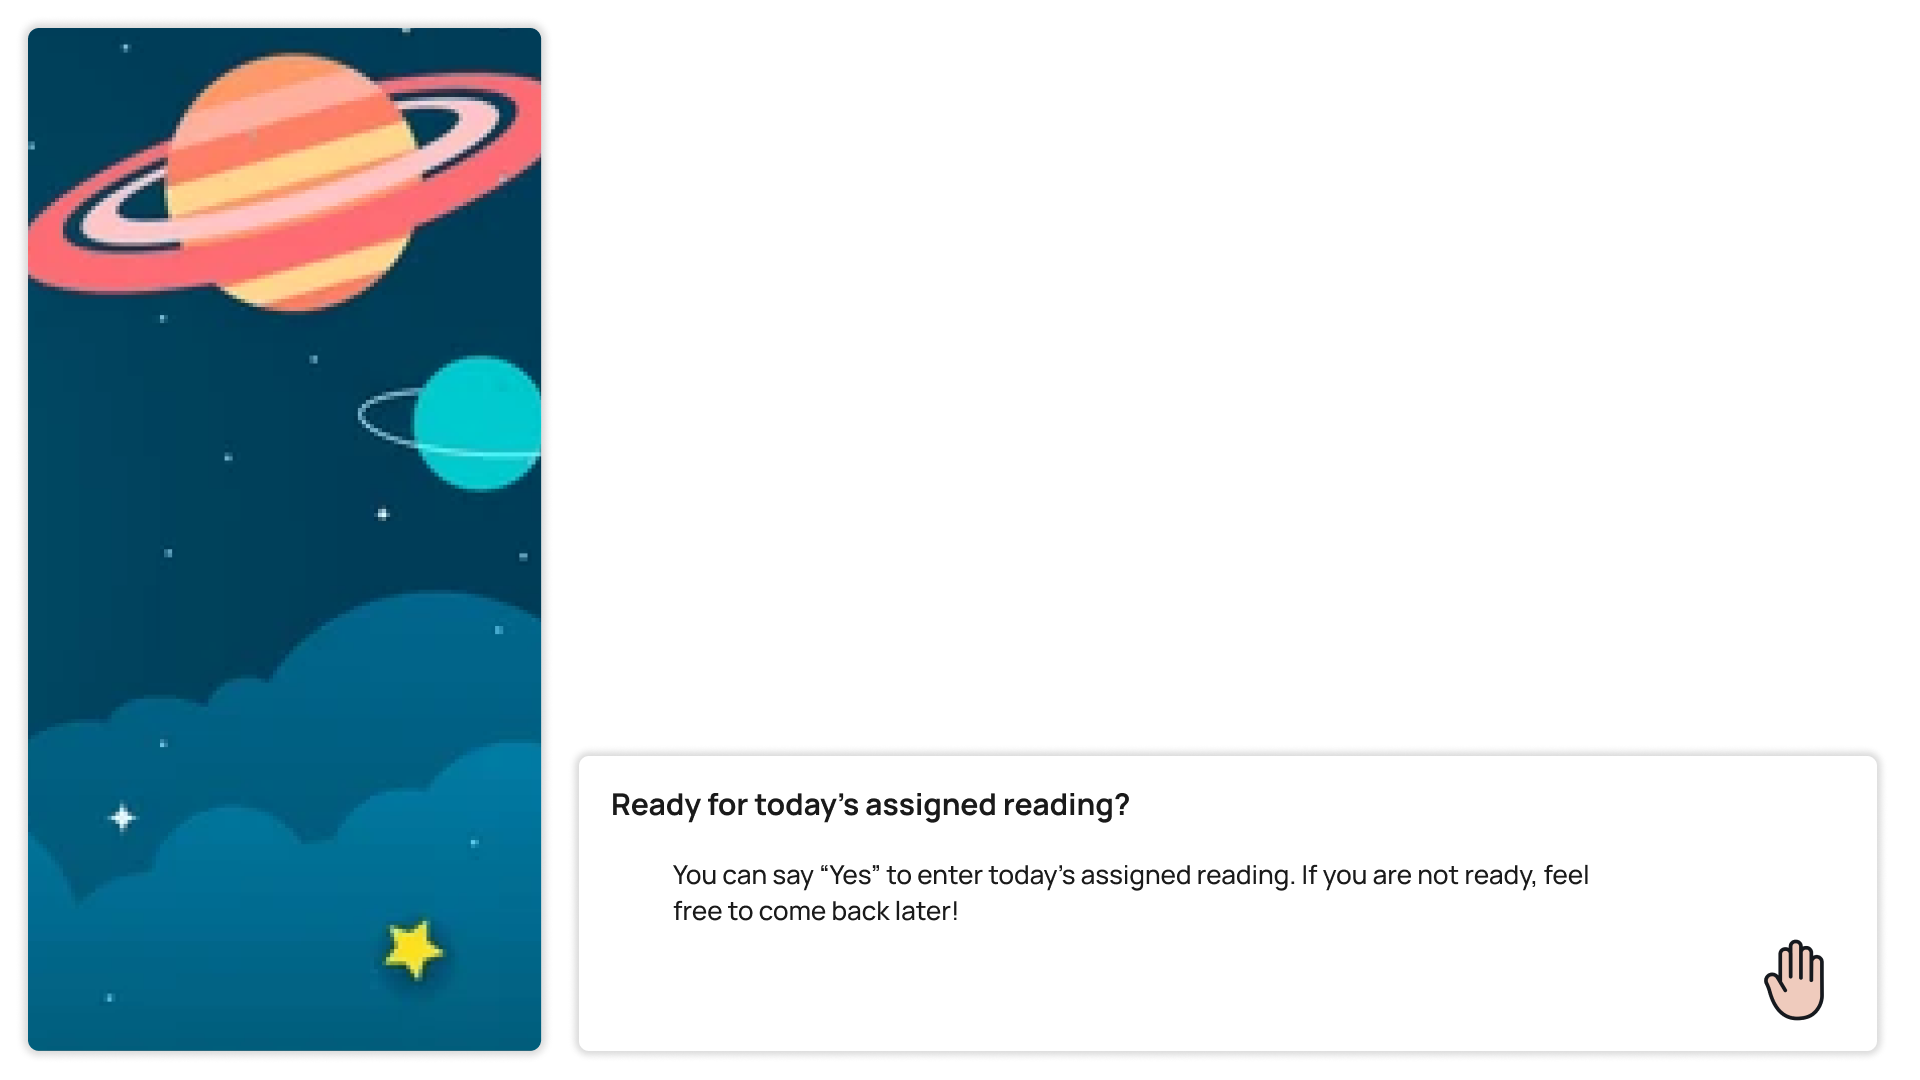 Ready for today’s assigned reading?
You can say “Yes” to enter today’s assigned reading. If you are not ready, feel
free to come back later!